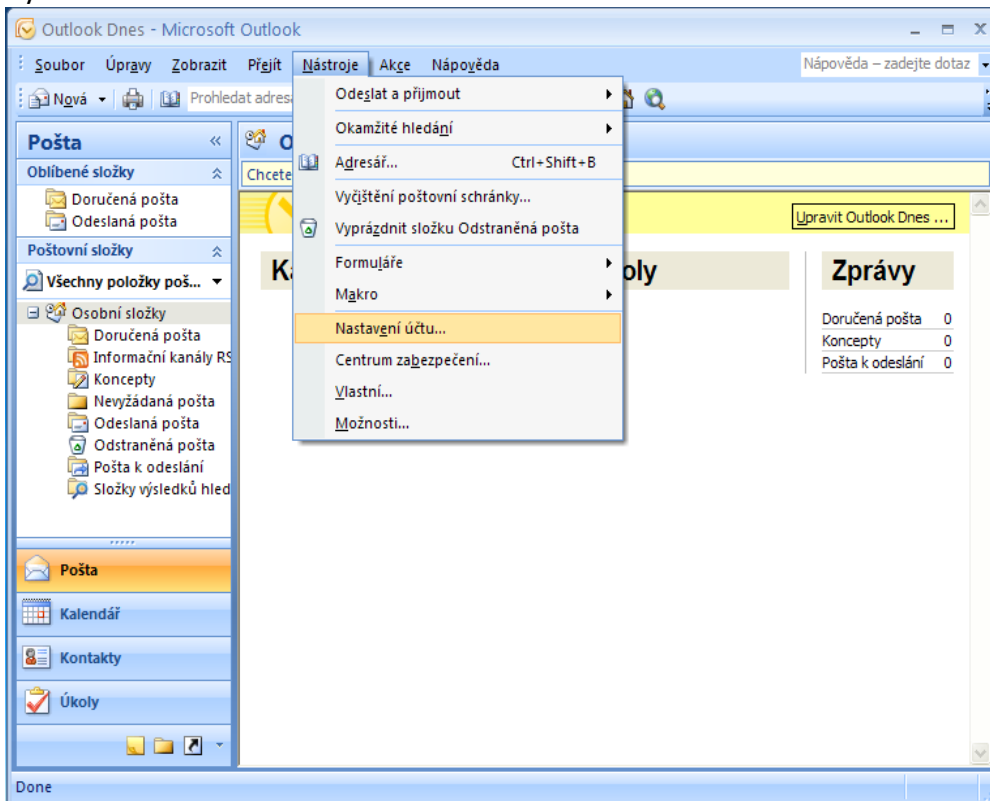 Outlook Dnes - Microsoft Outlook
Soubor Úpravy Zobrazit Přejít Nástroje Akce Nápověda Nápověda – zadejte dotaz
Nová Prohledat adres
Odeslat a přijmout
Okamžité hledání
Adresář... Ctrl+Shift+B
Vyčištění poštovní schránky...
Vyprázdnit složku Odstraněná pošta
Formuláře
Makro
Nastavení účtu...
Centrum zabezpečení...
Vlastní...
Možnosti...
Pošta
Oblíbené složky
Doručená pošta
Odeslaná pošta
Poštovní složky
Všechny položky poš...
Osobní složky
Doručená pošta
Informační kanály RS
Koncepty
Nevyžádaná pošta
Odeslaná pošta
Odstraněná pošta
Pošta k odeslání
Složky výsledků hled
Pošta
Kalendář
Kontakty
Úkoly
O
Chcete
Upravit Outlook Dnes ...
Ka
oly
Zprávy
Doručená pošta 0
Koncepty 0
Pošta k odeslání 0
Done